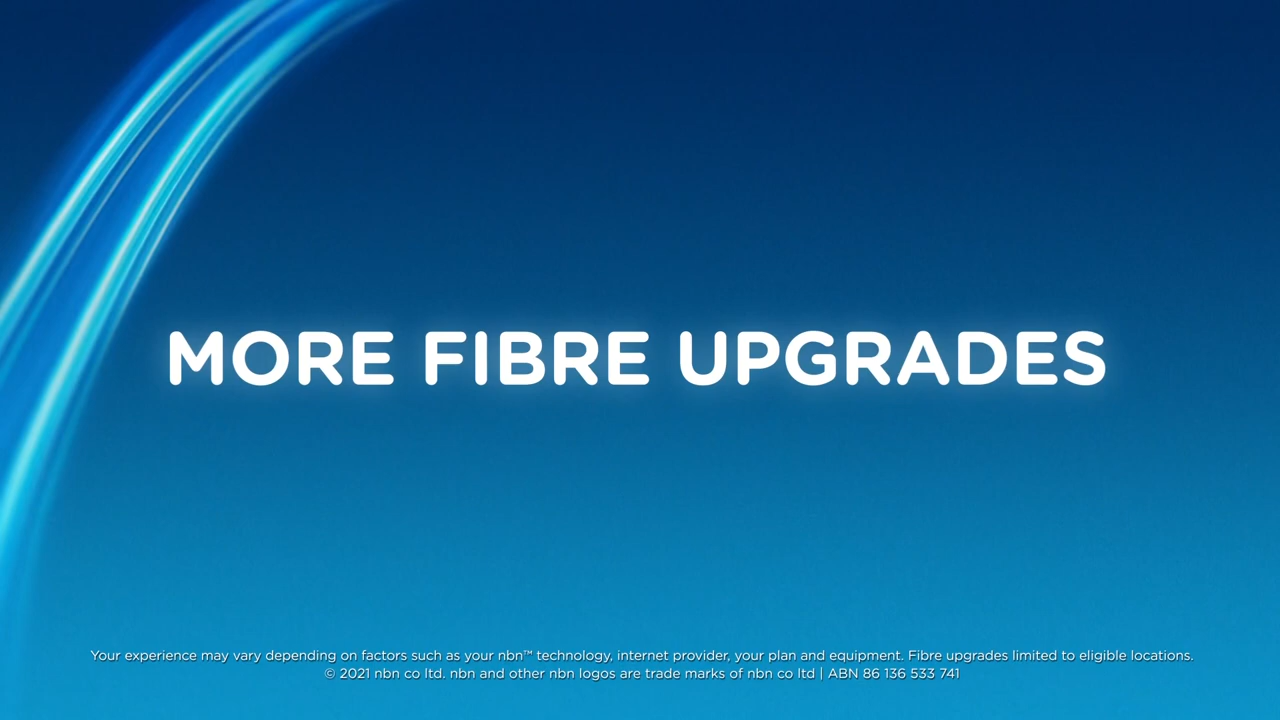 MORE FIBRE UPGRADES
Your experience may vary depending on factors such as your nbn™ technology, internet provider, your plan and equipment. Fibre upgrades limited to eligible locations.
© 2021 nbn co ltd. nbn and other nbn logos are trade marks of nbn co ltd | ABN 86 136 533 741